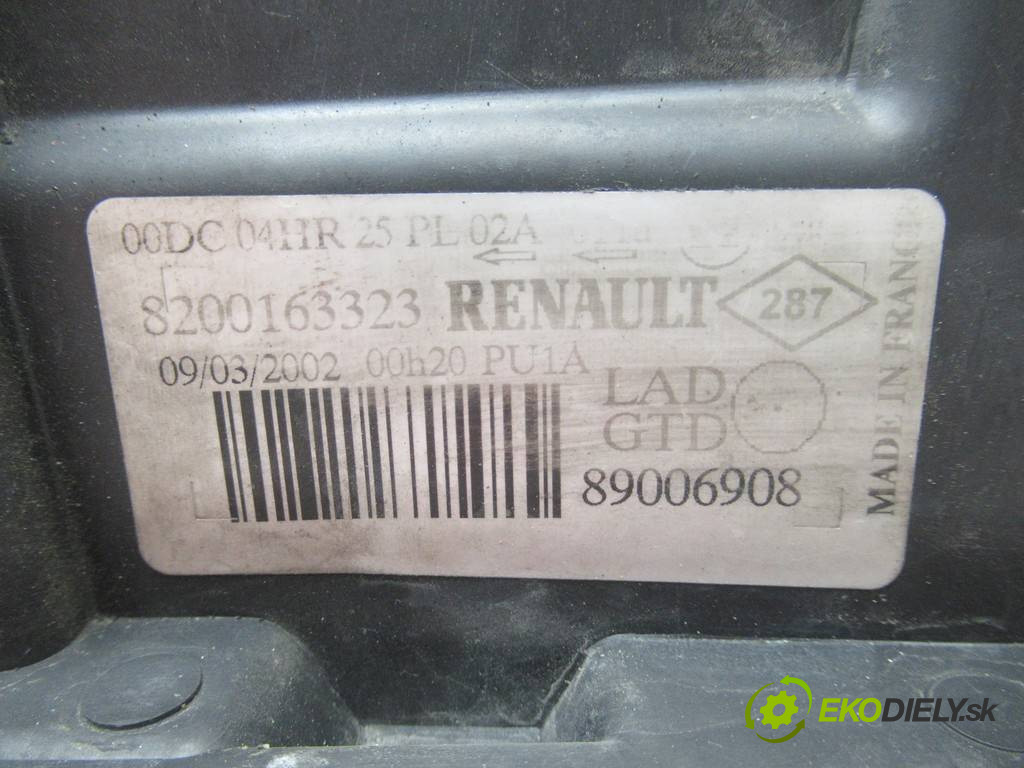 00DC 04HR 25 PL 02A
8200163323 RENAULT 287
09/03/2002 00h20 PU1A
LAD
GTD
89006908
MADE IN FRANCE
EKODIELY.sk